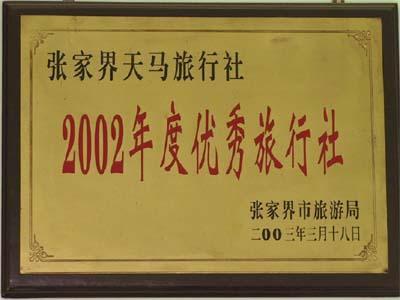 张家界天马旅行社
2002年度优秀旅行社
张家界市旅游局
二00三年三月十八日